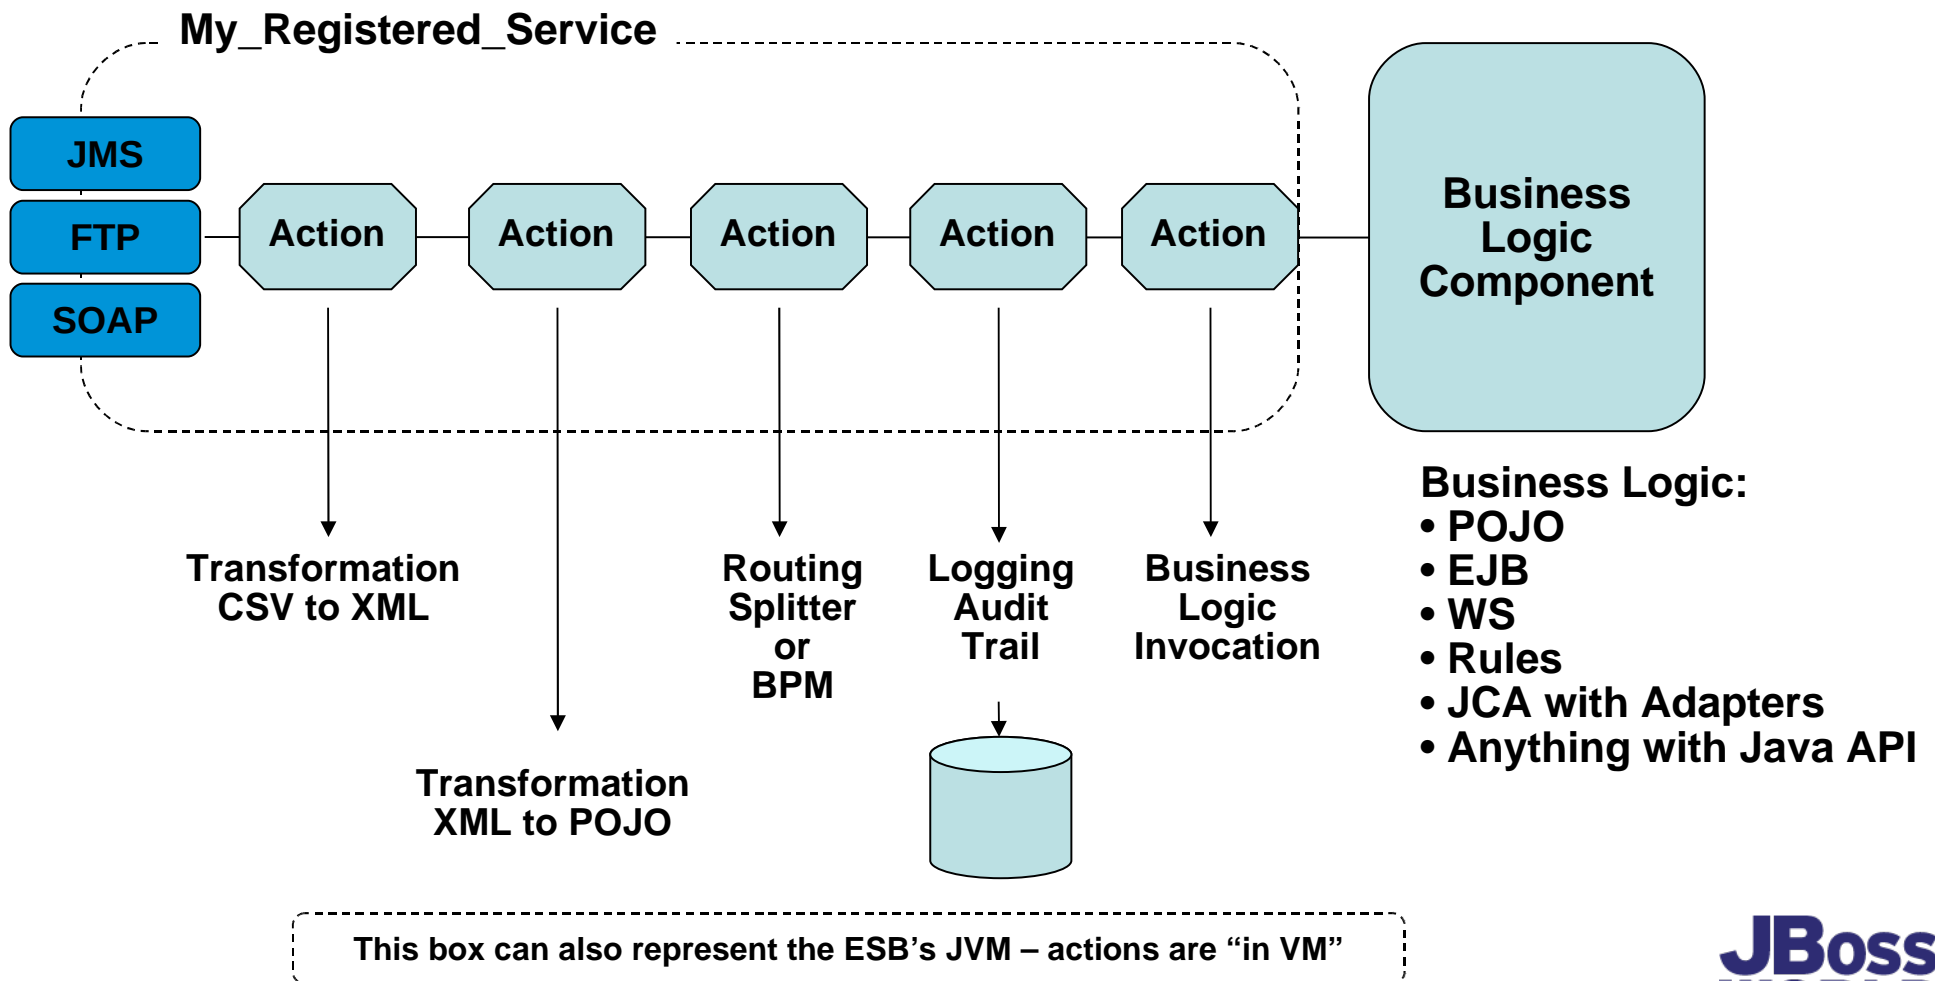 My_Registered_Service
JMS
FTP
SOAP
Action
Action
Action
Action
Action
Business
Logic
Component
Transformation
CSV to XML
Transformation
XML to POJO
Routing
Splitter
or
BPM
Logging
Audit
Trail
Business
Logic
Invocation
Business Logic:
• POJO
• EJB
• WS
• Rules
• JCA with Adapters
• Anything with Java API
This box can also represent the ESB’s JVM – actions are “in VM”
JBoss